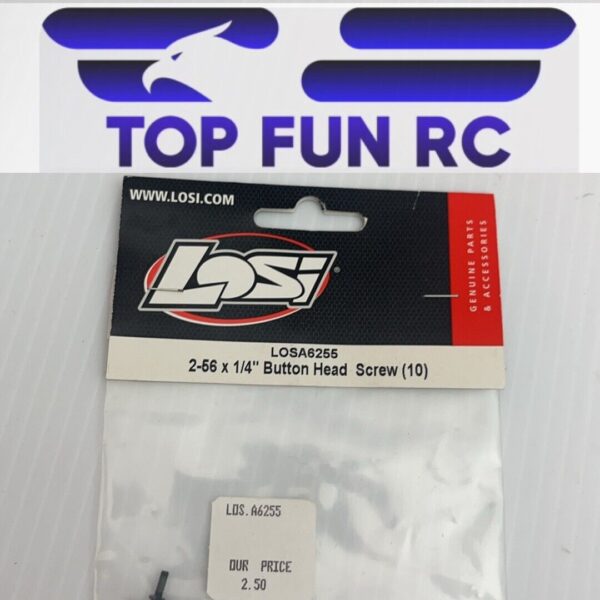 TOP FUN RC
WWW.LOSI.COM
LOSI
GENUINE PARTS
& ACCESSORIES
LOSA6255
2-56 x 1/4" Button Head Screw (10)
LOS.A6255
OUR PRICE
2.50